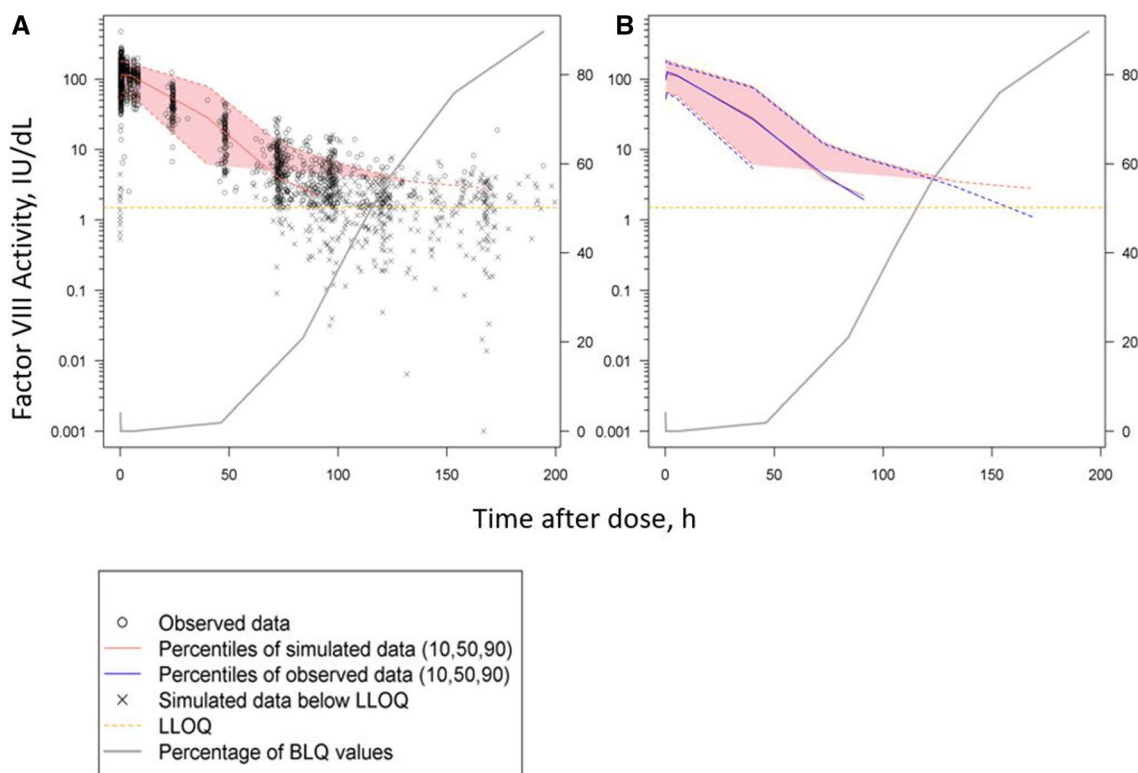 A
B
Factor VIII Activity, IU/dL
100
10
1
0.1
0.01
0.001
80
60
40
20
0
0 50 100 150 200
100
10
1
0.1
0.01
0.001
80
60
40
20
0
0 50 100 150 200
Time after dose, h
Observed data
Percentiles of simulated data (10,50,90)
Percentiles of observed data (10,50,90)
Simulated data below LLOQ
LLOQ
Percentage of BLQ values